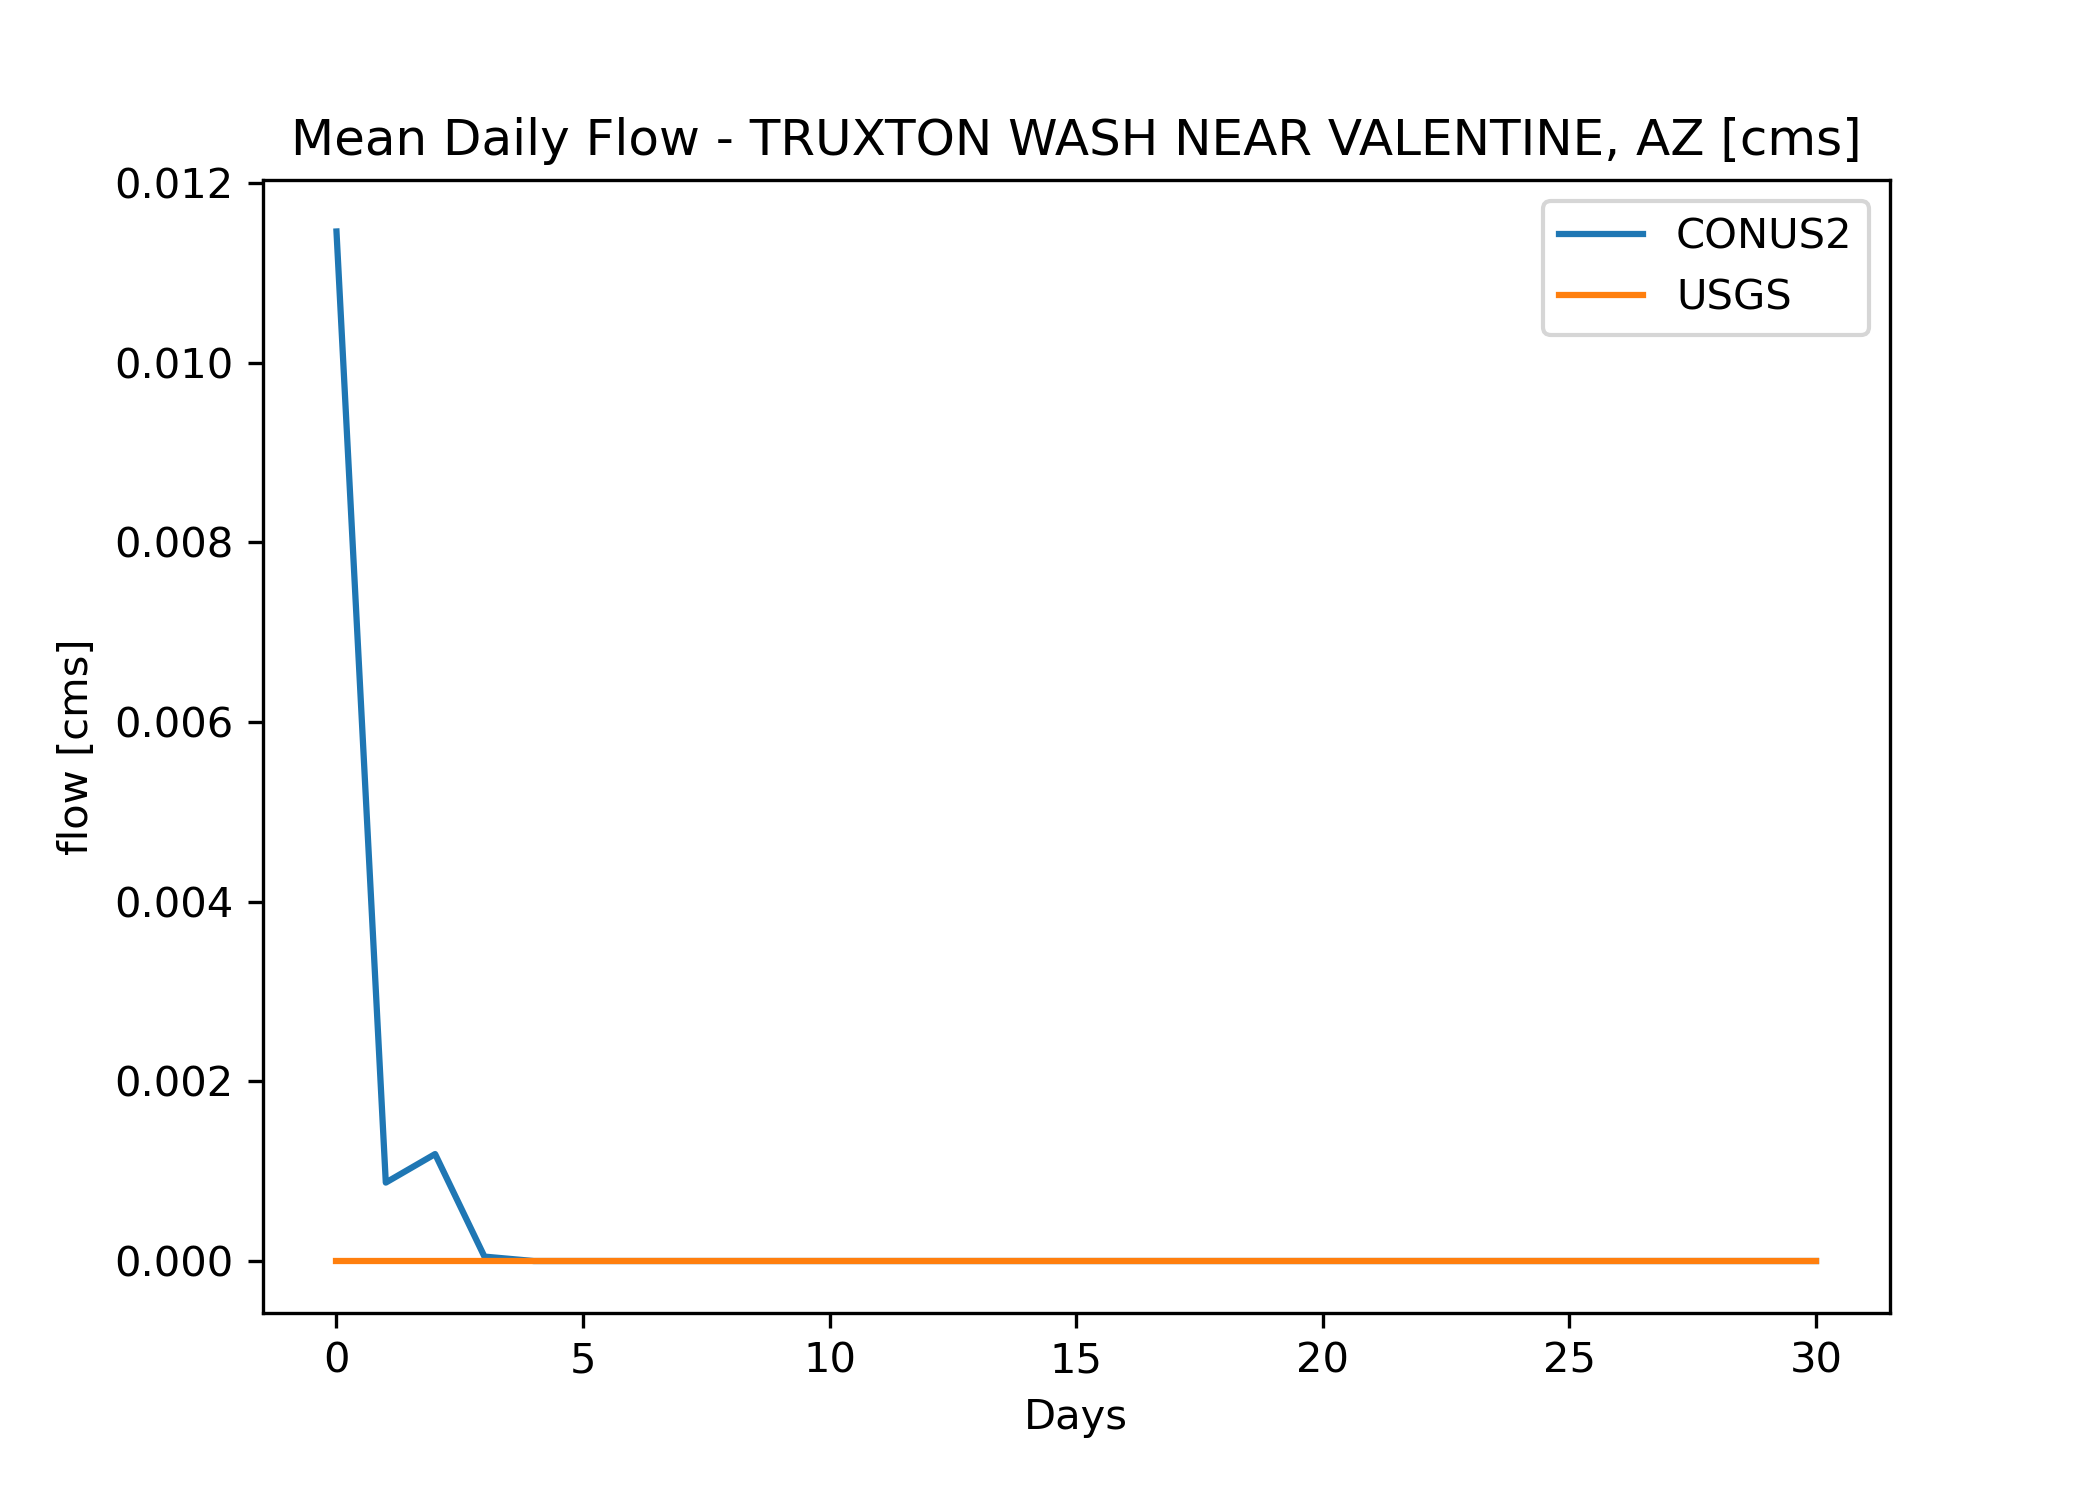 Mean Daily Flow - TRUXTON WASH NEAR VALENTINE, AZ [cms]
CONUS2
USGS
flow [cms]
0.012
0.010
0.008
0.006
0.004
0.002
0.000
0 5 10 15 20 25 30
Days